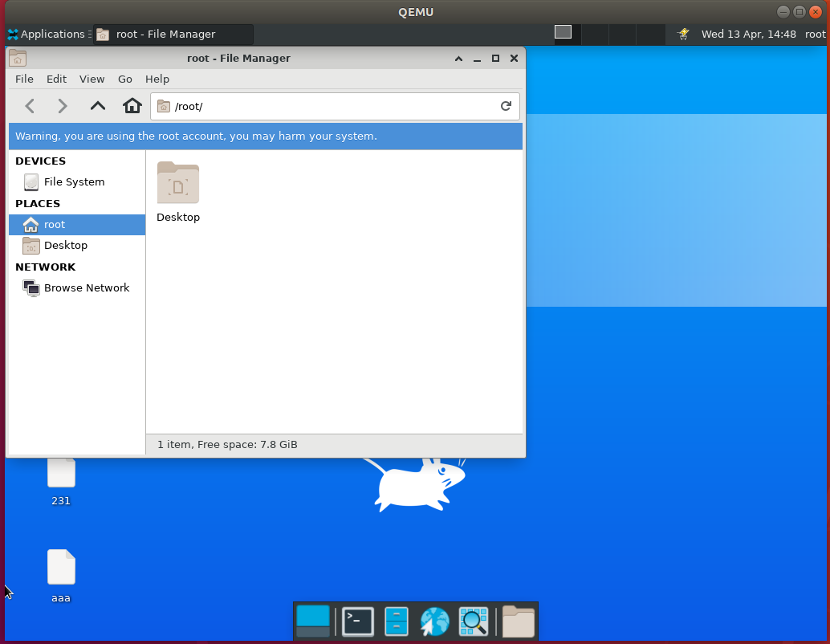 QEMU
Applications
root - File Manager
Wed 13 Apr, 14:48
root
root - File Manager
File Edit View Go Help
/root/
Warning, you are using the root account, you may harm your system.
DEVICES
File System
PLACES
root
Desktop
NETWORK
Browse Network
Desktop
1 item, Free space: 7.8 GiB
231
aaa